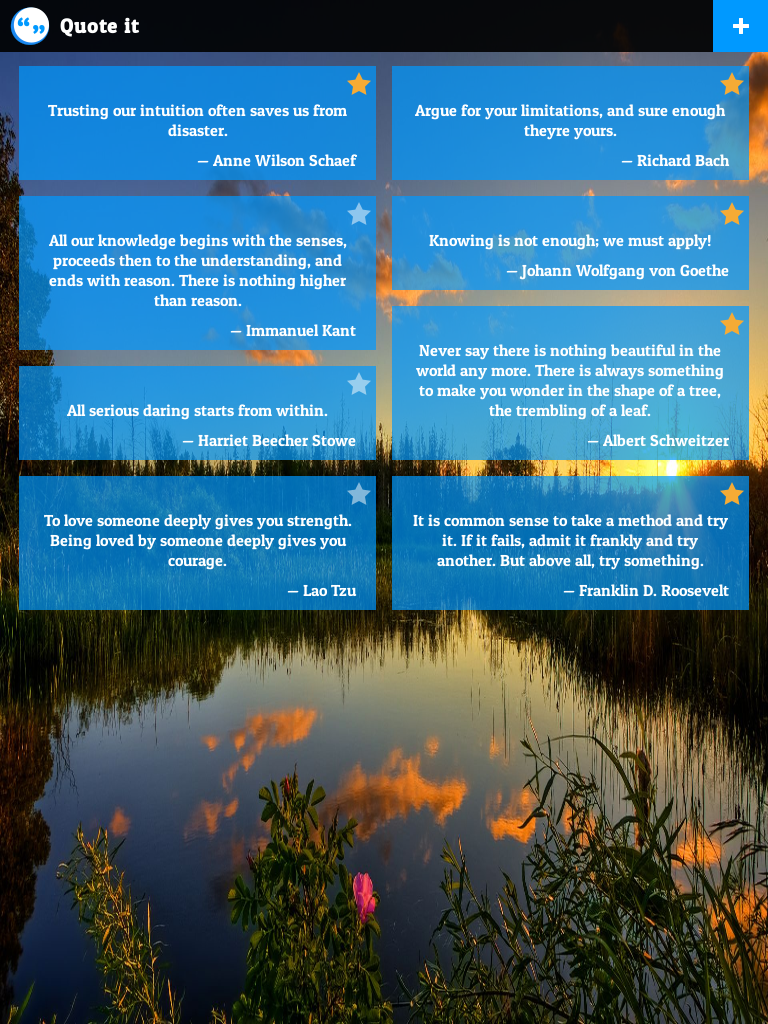 Quote it
Trusting our intuition often saves us from
disaster.
— Anne Wilson Schaef
Argue for your limitations, and sure enough
theyre yours.
— Richard Bach
All our knowledge begins with the senses,
proceeds then to the understanding, and
ends with reason. There is nothing higher
than reason.
— Immanuel Kant
Knowing is not enough; we must apply!
— Johann Wolfgang von Goethe
Never say there is nothing beautiful in the
world any more. There is always something
to make you wonder in the shape of a tree,
the trembling of a leaf.
— Albert Schweitzer
All serious daring starts from within.
— Harriet Beecher Stowe
To love someone deeply gives you strength.
Being loved by someone deeply gives you
courage.
— Lao Tzu
It is common sense to take a method and try
it. If it fails, admit it frankly and try
another. But above all, try something.
— Franklin D. Roosevelt